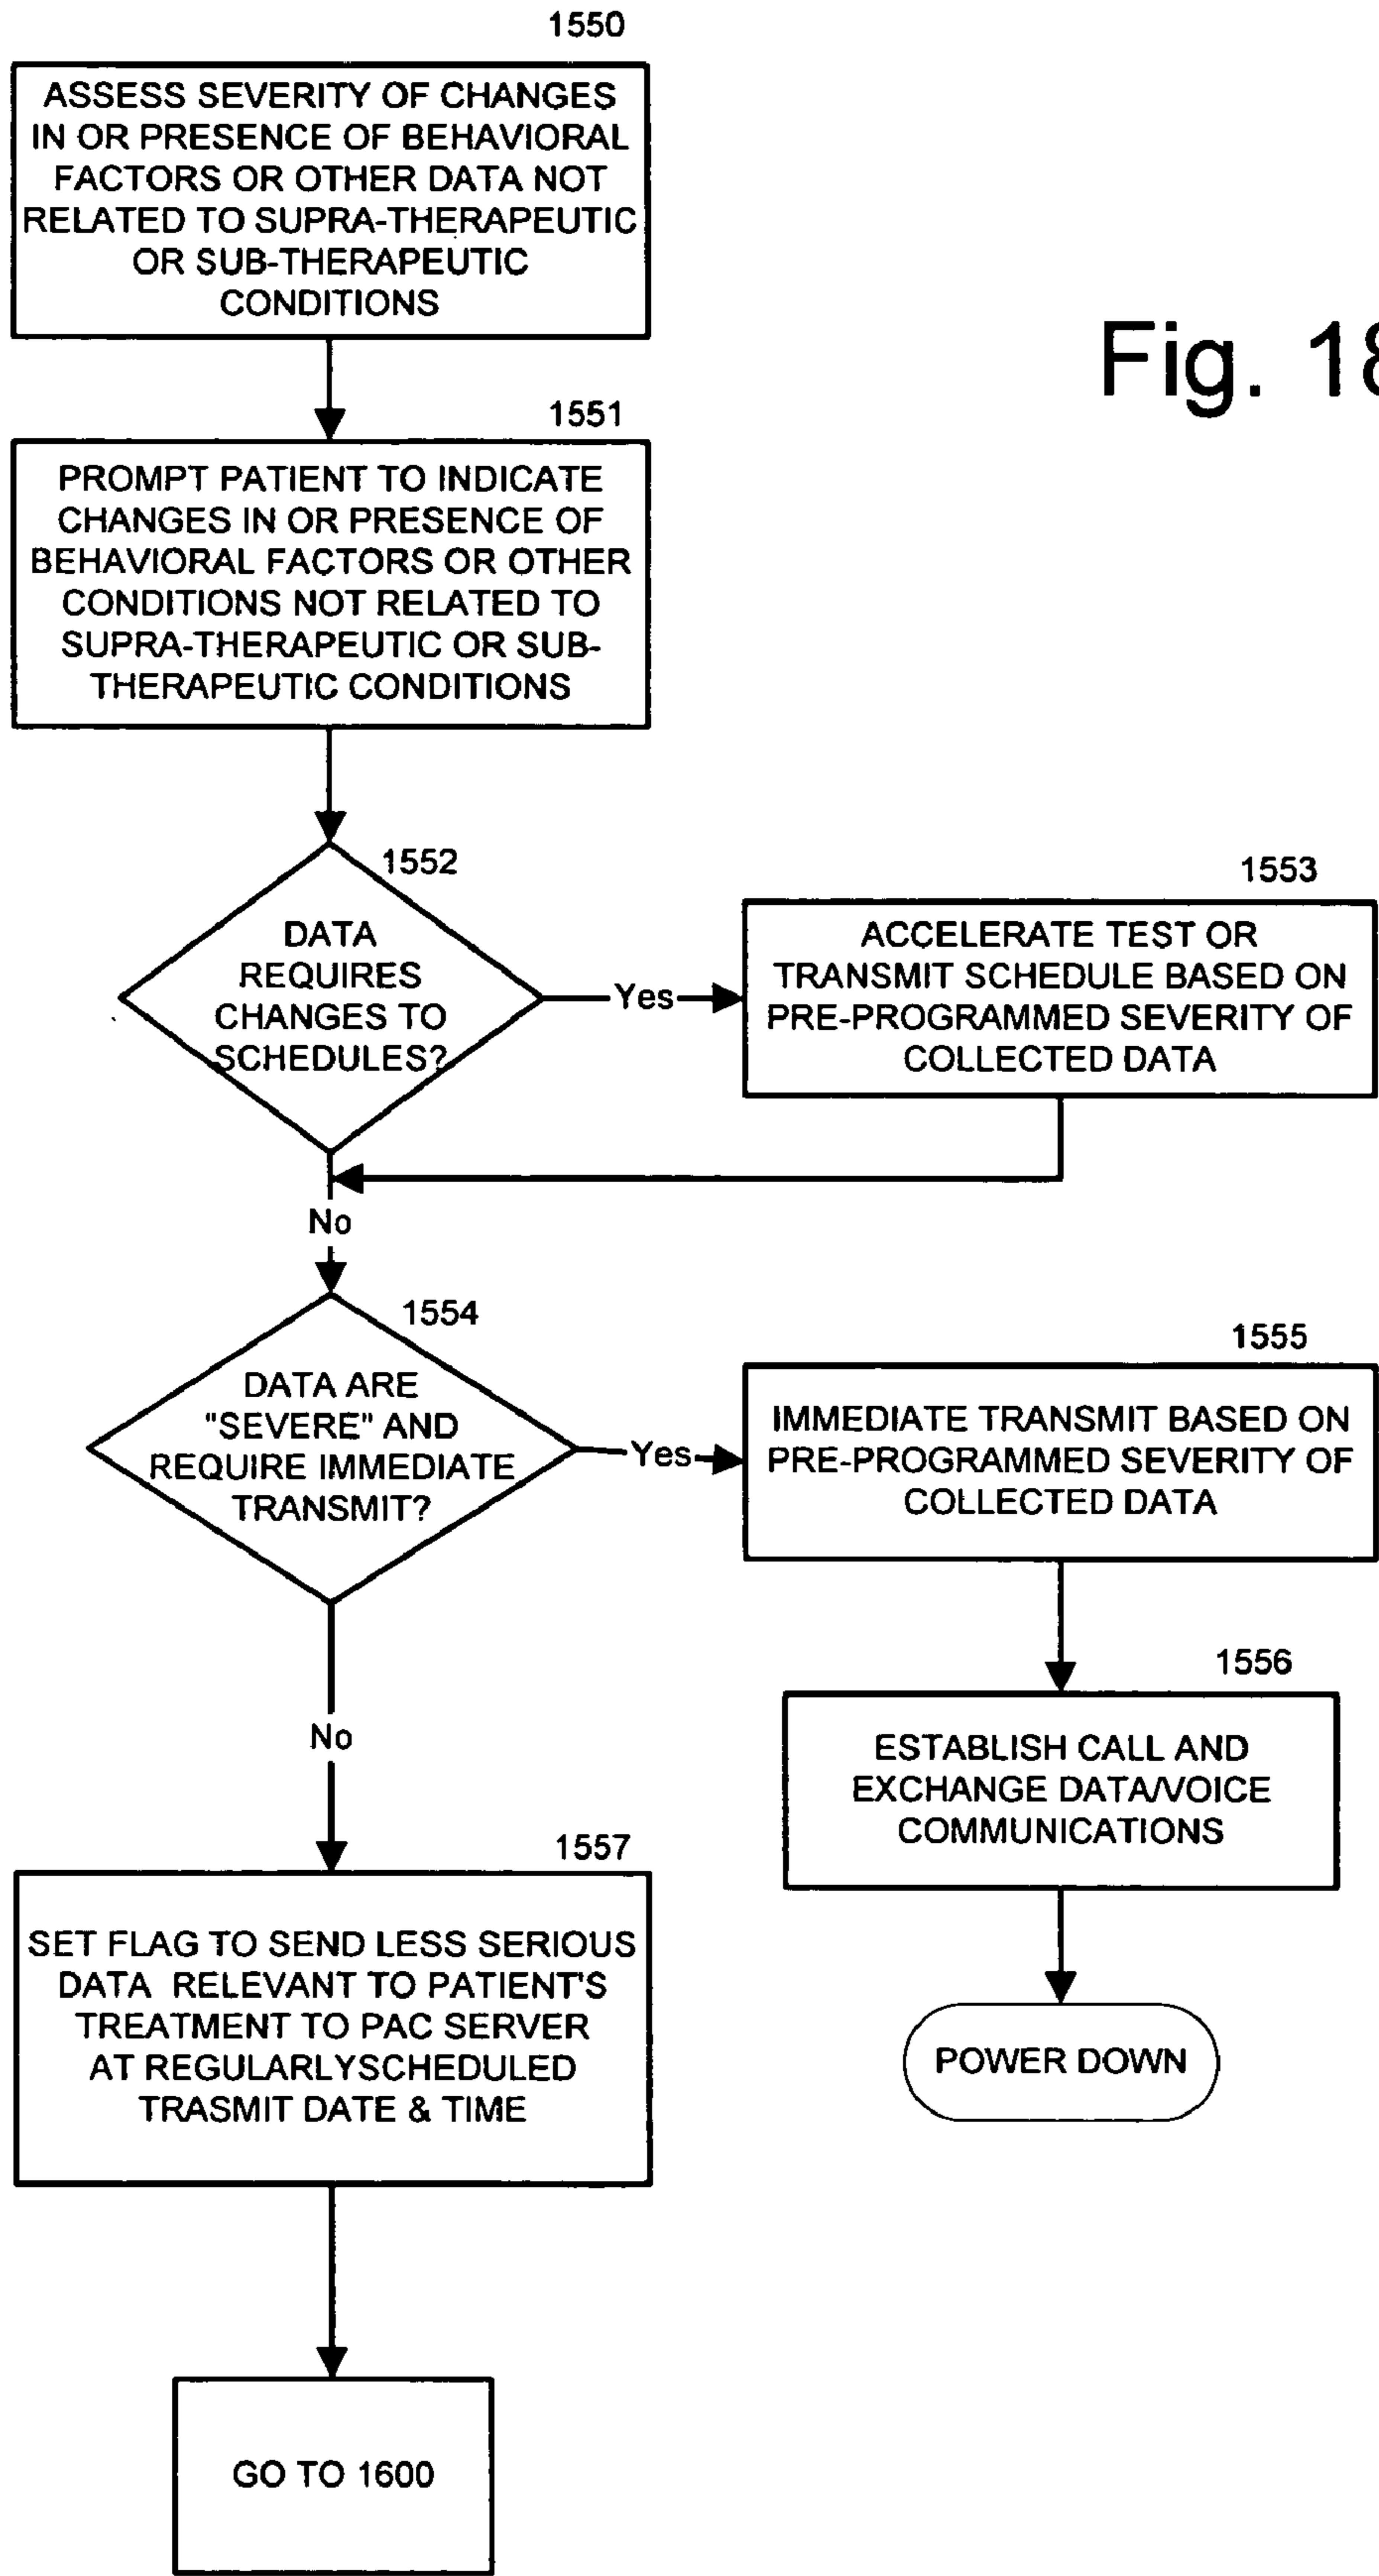 1550
ASSESS SEVERITY OF CHANGES
IN OR PRESENCE OF BEHAVIORAL
FACTORS OR OTHER DATA NOT
RELATED TO SUPRA-THERAPEUTIC
OR SUB-THERAPEUTIC
CONDITIONS
Fig. 18
1551
PROMPT PATIENT TO INDICATE
CHANGES IN OR PRESENCE OF
BEHAVIORAL FACTORS OR OTHER
CONDITIONS NOT RELATED TO
SUPRA-THERAPEUTIC OR SUB-
THERAPEUTIC CONDITIONS
1552
DATA
REQUIRES
CHANGES TO
SCHEDULES?
Yes
1553
ACCELERATE TEST OR
TRANSMIT SCHEDULE BASED ON
PRE-PROGRAMMED SEVERITY OF
COLLECTED DATA
No
1554
DATA ARE
"SEVERE" AND
REQUIRE IMMEDIATE
TRANSMIT?
Yes
1555
IMMEDIATE TRANSMIT BASED ON
PRE-PROGRAMMED SEVERITY OF
COLLECTED DATA
1556
ESTABLISH CALL AND
EXCHANGE DATA/VOICE
COMMUNICATIONS
POWER DOWN
No
1557
SET FLAG TO SEND LESS SERIOUS
DATA RELEVANT TO PATIENT'S
TREATMENT TO PAC SERVER
AT REGULARLYSCHEDULED
TRASMIT DATE & TIME
GO TO 1600